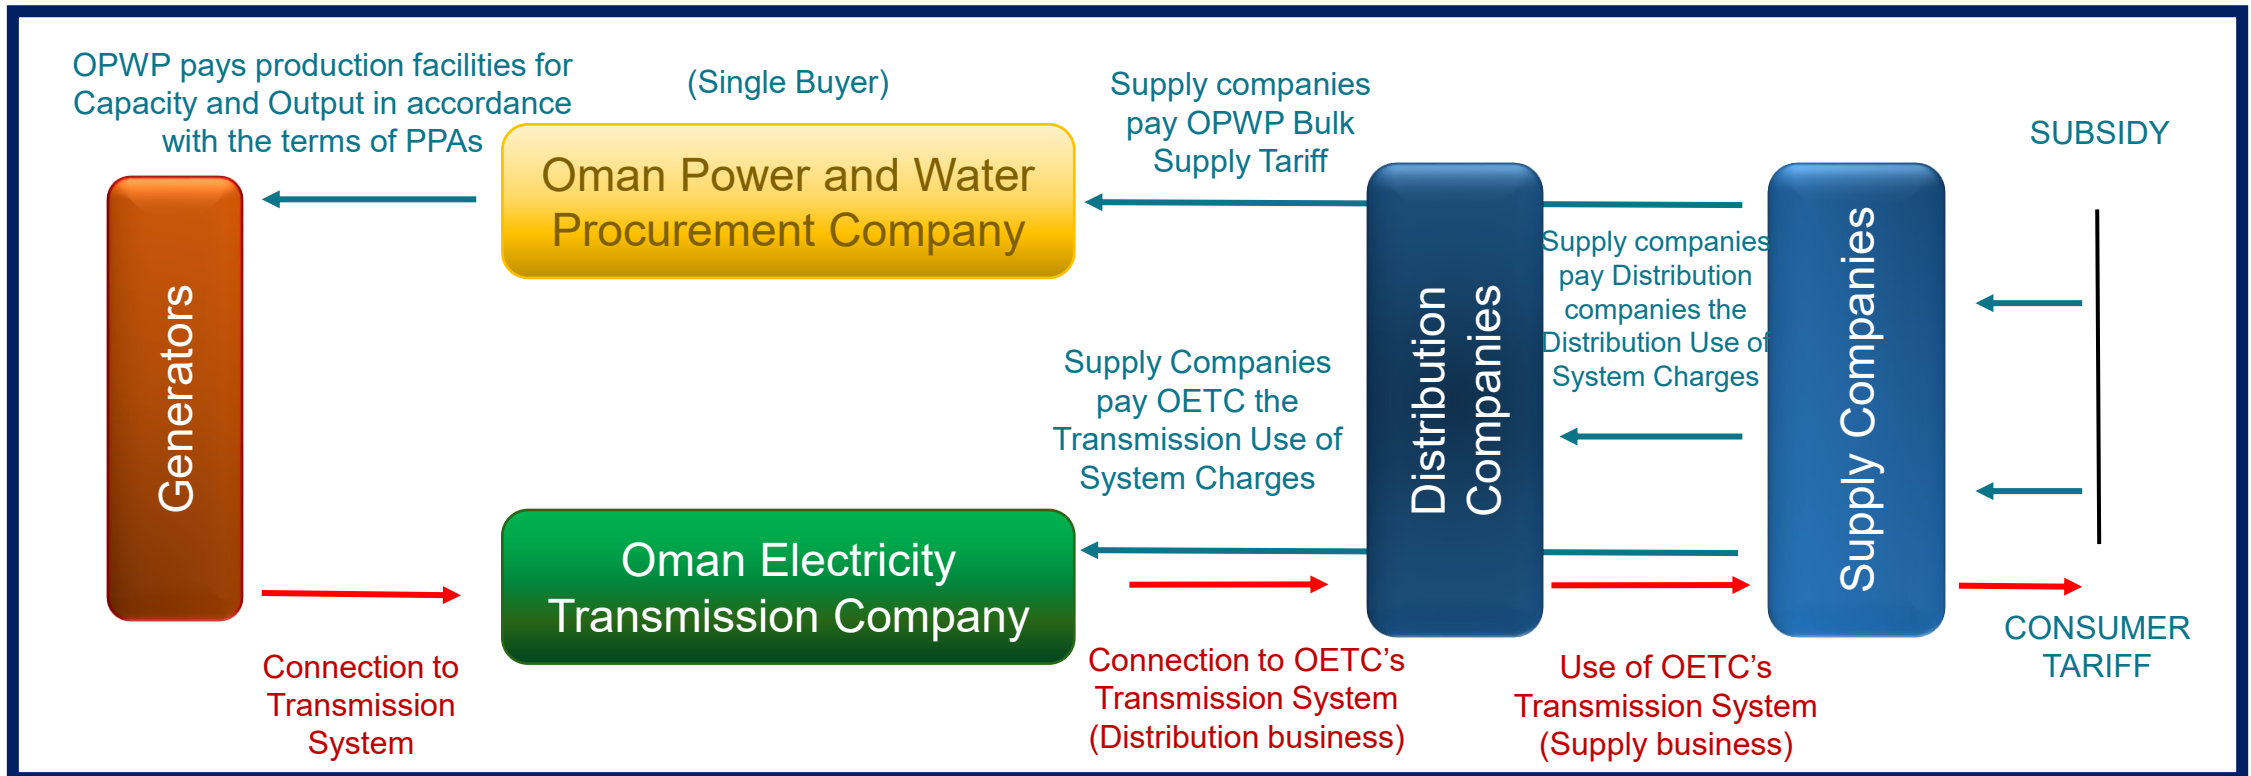 OPWP pays production facilities for
Capacity and Output in accordance
with the terms of PPAs
(Single Buyer)
Oman Power and Water
Procurement Company
Supply companies
pay OPWP Bulk
Supply Tariff
SUBSIDY
Generators
Distribution
Companies
Supply companies
pay Distribution
companies the
Distribution Use of
System Charges
Supply Companies
Supply Companies
pay OETC the
Transmission Use of
System Charges
Oman Electricity
Transmission Company
Connection to
Transmission
System
Connection to OETC’s
Transmission System
(Distribution business)
Use of OETC’s
Transmission System
(Supply business)
CONSUMER
TARIFF